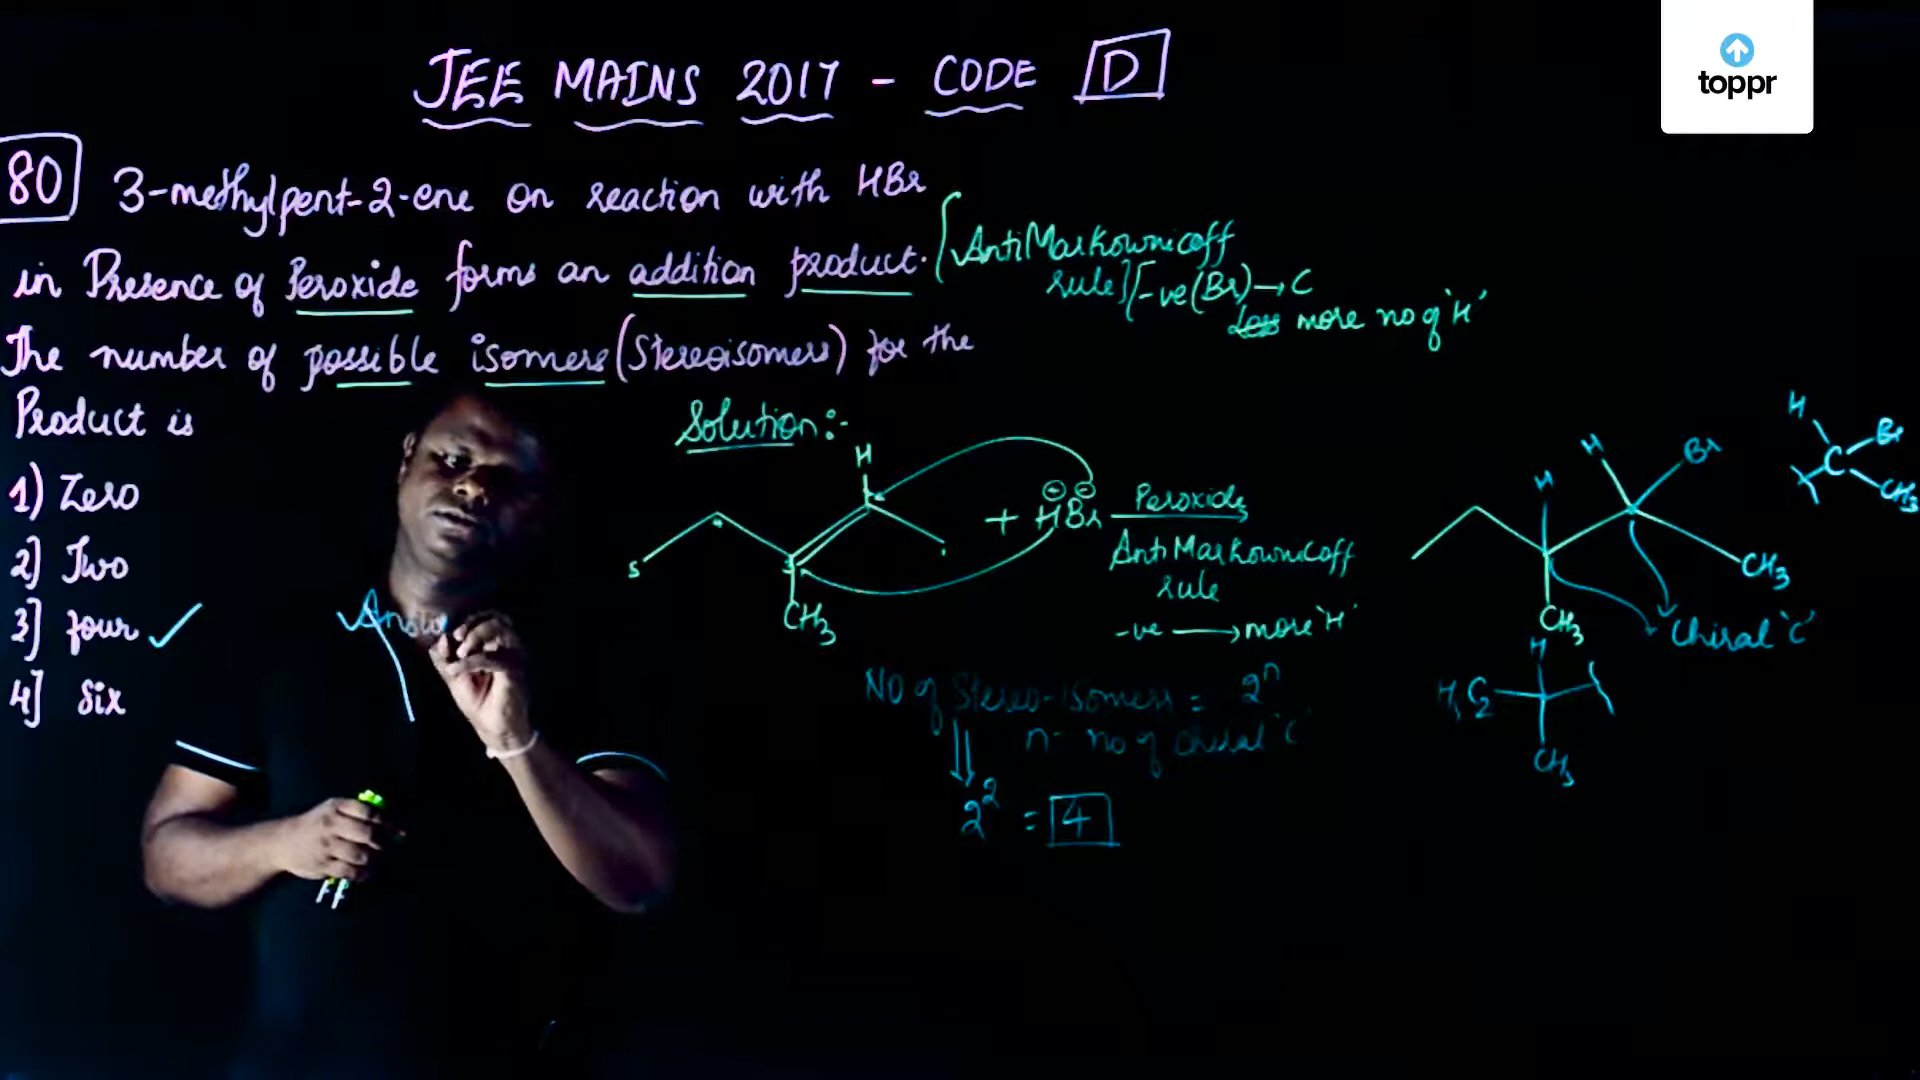 JEE MAINS 2017 - CODE D
toppr
80 3-methylpent-2-ene on reaction with HBr
in Presence of Peroxide forms an addition product.
The number of possible isomers (Stereoisomers) for the
Product is
1) Zero
2] Two
3] four ✓
4] Six
{AntiMarkownicoff
rule} [-ve(Br) → C
more no of 'H'
Solution:-
H
5
3
CH3
+ HBr
Peroxide
AntiMarkownicoff
rule
-ve → more 'H'
H
H
Br
CH3
CH3
Chiral 'C'
H
Br
C
CH3
H
H5C2
CH3
No of Stereo-isomers = 2^n
n- no of chiral 'C'
2^2 = 4